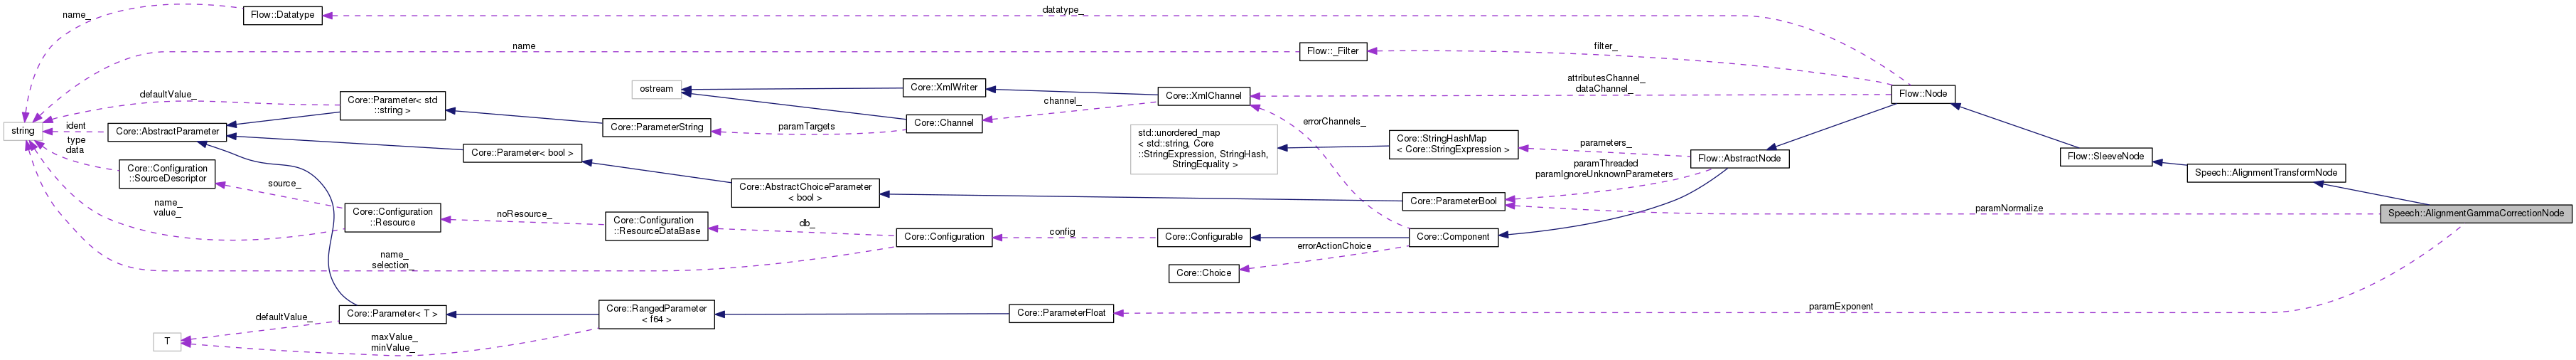 name_
Flow::Datatype
datatype_
name
Flow::_Filter
filter_
ostream
Core::XmlWriter
Core::XmlChannel
attributesChannel_
dataChannel_
Flow::Node
defaultValue_
Core::Parameter< std
::string >
channel_
string
ident
Core::AbstractParameter
Core::ParameterString
paramTargets
Core::Channel
errorChannels_
type
data
Core::Parameter< bool >
std::unordered_map
< std::string, Core
::StringExpression, StringHash,
StringEquality >
Core::StringHashMap
< Core::StringExpression >
parameters_
Flow::AbstractNode
Flow::SleeveNode
Core::Configuration
::SourceDescriptor
source_
Core::AbstractChoiceParameter
< bool >
paramThreaded
paramIgnoreUnknownParameters
Speech::AlignmentTransformNode
name_
value_
Core::Configuration
::Resource
noResource_
Core::Configuration
::ResourceDataBase
db_
Core::ParameterBool
paramNormalize
Speech::AlignmentGammaCorrectionNode
Core::Configuration
config
Core::Configurable
Core::Component
errorActionChoice
name_
selection_
Core::Choice
Core::Parameter< T >
Core::RangedParameter
< f64 >
Core::ParameterFloat
paramExponent
defaultValue_
T
maxValue_
minValue_